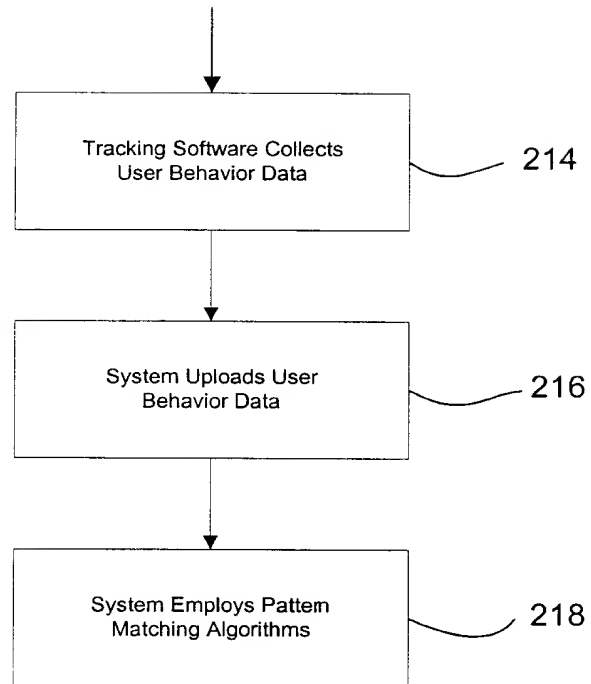 Tracking Software Collects
User Behavior Data
214
System Uploads User
Behavior Data
216
System Employs Pattern
Matching Algorithms
218